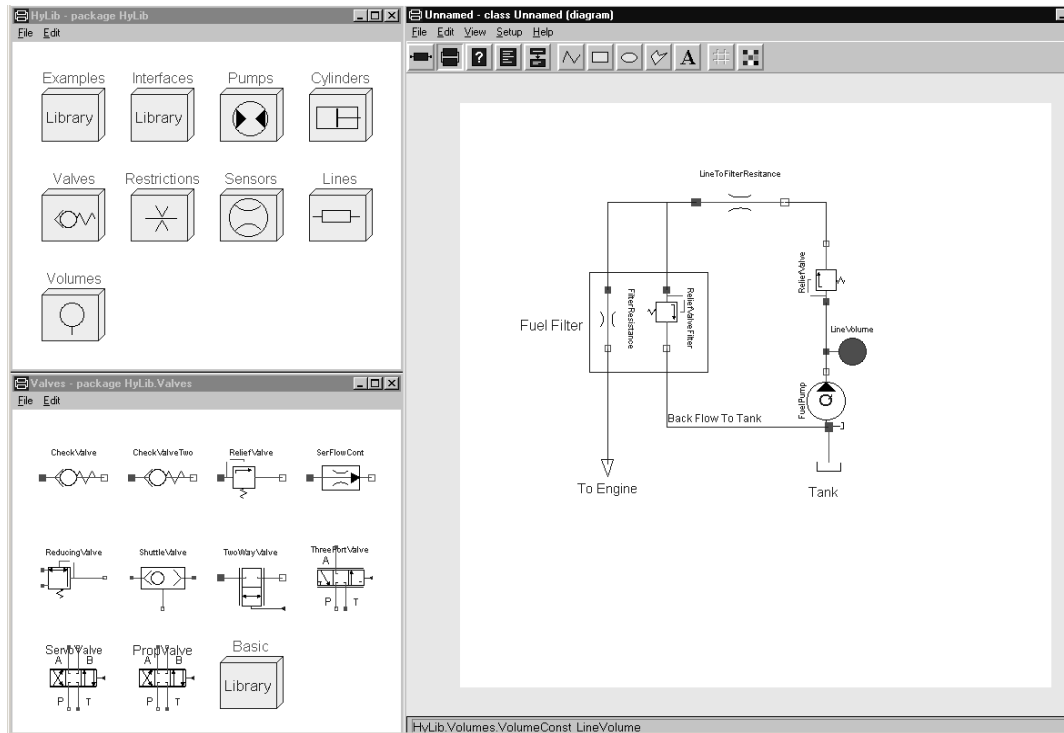 HyLib - package HyLib
File Edit
Examples Interfaces Pumps Cylinders
Library Library
Valves Restrictions Sensors Lines
Volumes
Valves - package HyLib.Valves
File Edit
CheckValve CheckValveTwo ReliefValve SerFlowCont
ReducingValve ShuttleValve TwoWayValve ThreePortValve
A
P T
ServoValve PropValve Basic
A B A B
Library
P T P T
Unnamed - class Unnamed (diagram)
File Edit View Setup Help
? A
LineToFilterResitance
ReliefValve
FilterResistance
ReliefValveFilter
Fuel Filter
LineVolume
FuelPump
Back Flow To Tank
To Engine
Tank
HyLib.Volumes.VolumeConst LineVolume